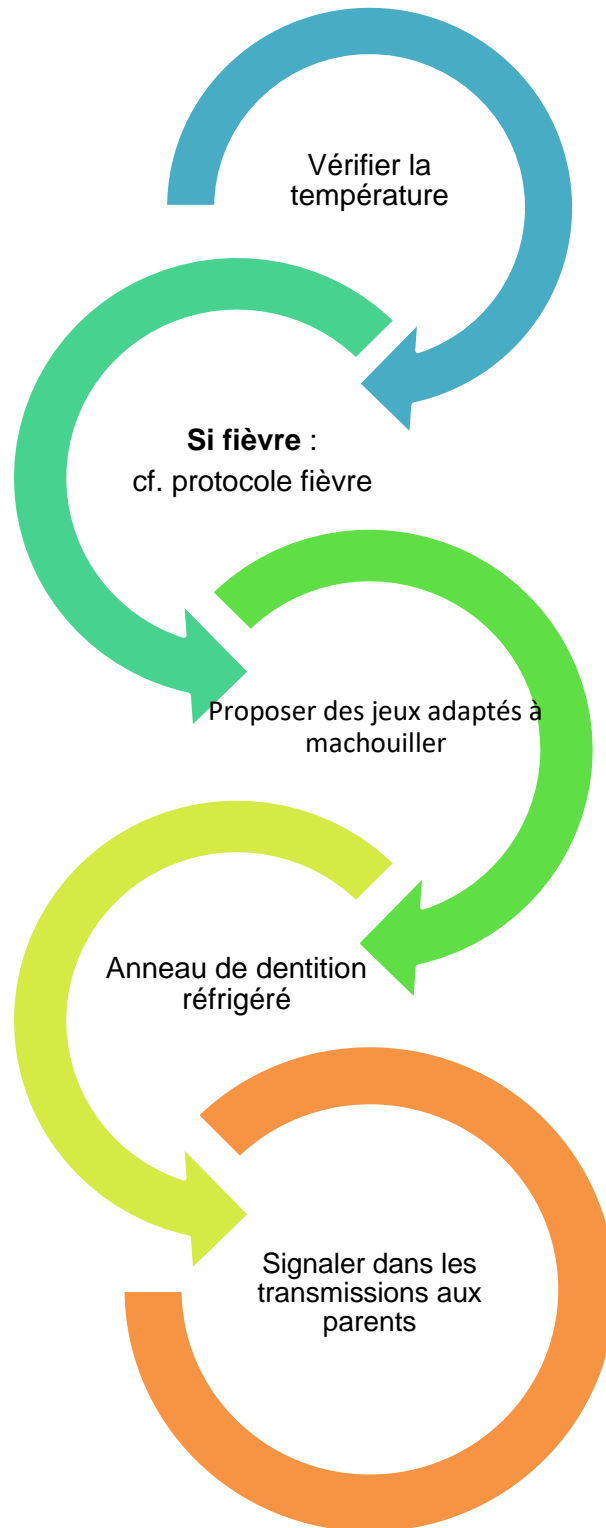 Vérifier la
température
Si fièvre :
cf. protocole fièvre
Proposer des jeux adaptés à
machouiller
Anneau de dentition
réfrigéré
Signaler dans les
transmissions aux
parents